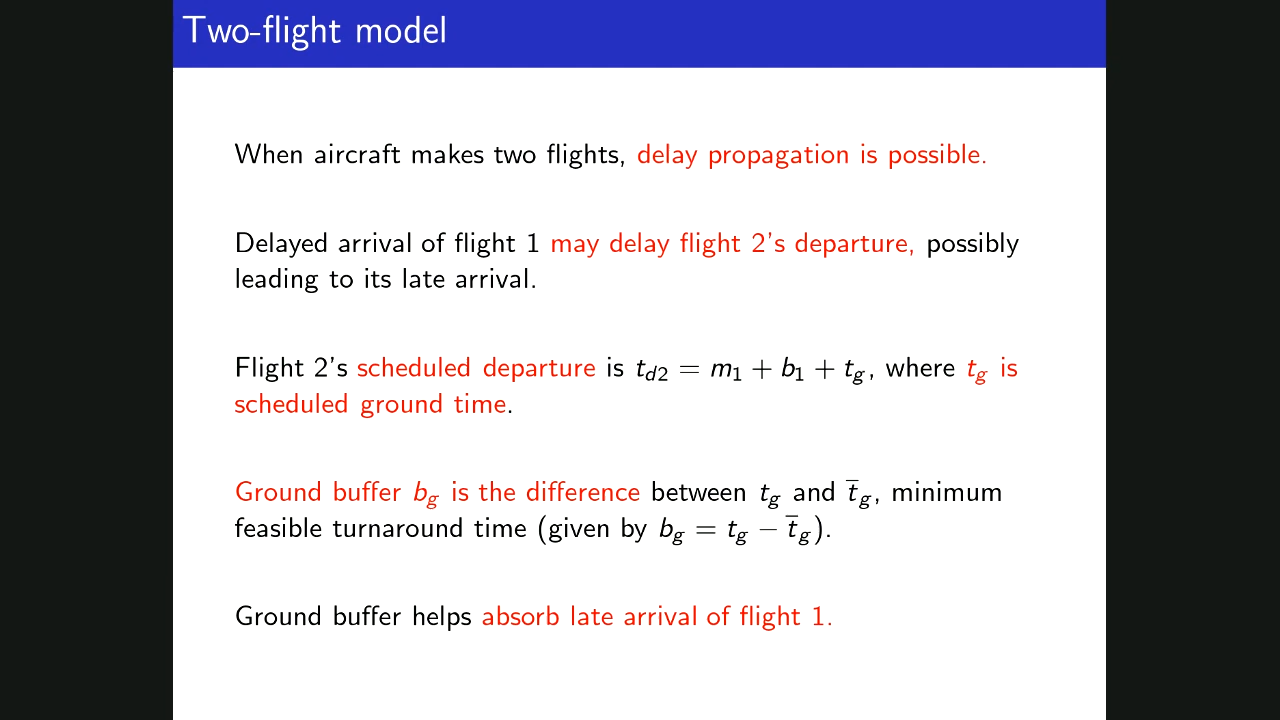 Two-flight model
When aircraft makes two flights, delay propagation is possible.
Delayed arrival of flight 1 may delay flight 2's departure, possibly
leading to its late arrival.
Flight 2's scheduled departure is t_{d2} = m_1 + b_1 + t_g, where t_g is
scheduled ground time.
Ground buffer b_g is the difference between t_g and \overline{t}_g, minimum
feasible turnaround time (given by b_g = t_g − \overline{t}_g).
Ground buffer helps absorb late arrival of flight 1.